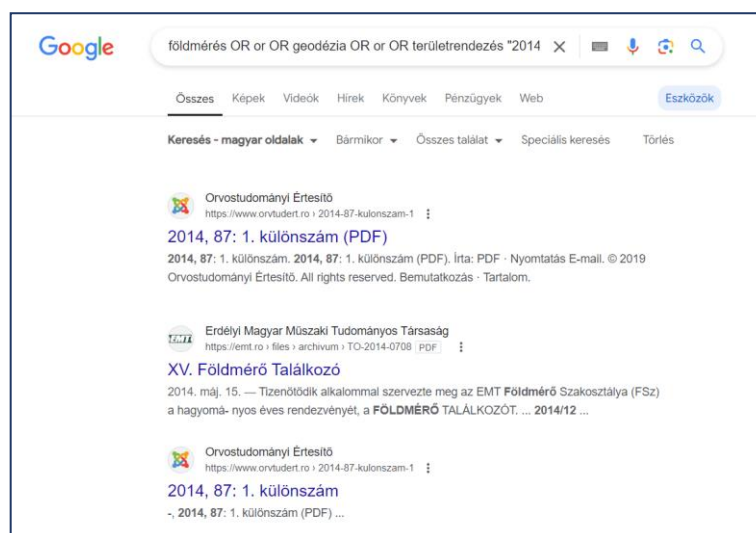 Google
földmérés OR or OR geodézia OR or OR területrendezés "2014
Összes Képek Videók Hírek Könyvek Pénzügyek Web Eszközök
Keresés - magyar oldalak Bármikor Összes találat Speciális keresés Törlés
Orvostudományi Értesítő
https://www.orvtudert.ro › 2014-87-kulonszam-1
2014, 87: 1. különszám (PDF)
2014, 87: 1. különszám. 2014, 87: 1. különszám (PDF). Írta: PDF · Nyomtatás E-mail. © 2019
Orvostudományi Értesítő. All rights reserved. Bemutatkozás · Tartalom.
EMT
Erdélyi Magyar Műszaki Tudományos Társaság
https://emt.ro › files › archivum › TO-2014-0708 PDF
XV. Földmérő Találkozó
2014. máj. 15. — Tizenötödik alkalommal szervezte meg az EMT Földmérő Szakosztálya (FSz)
a hagyomá- nyos éves rendezvényét, a FÖLDMÉRŐ TALÁLKOZÓT. ... 2014/12 ...
Orvostudományi Értesítő
https://www.orvtudert.ro › 2014-87-kulonszam-1
2014, 87: 1. különszám
-, 2014, 87: 1. különszám (PDF) ...